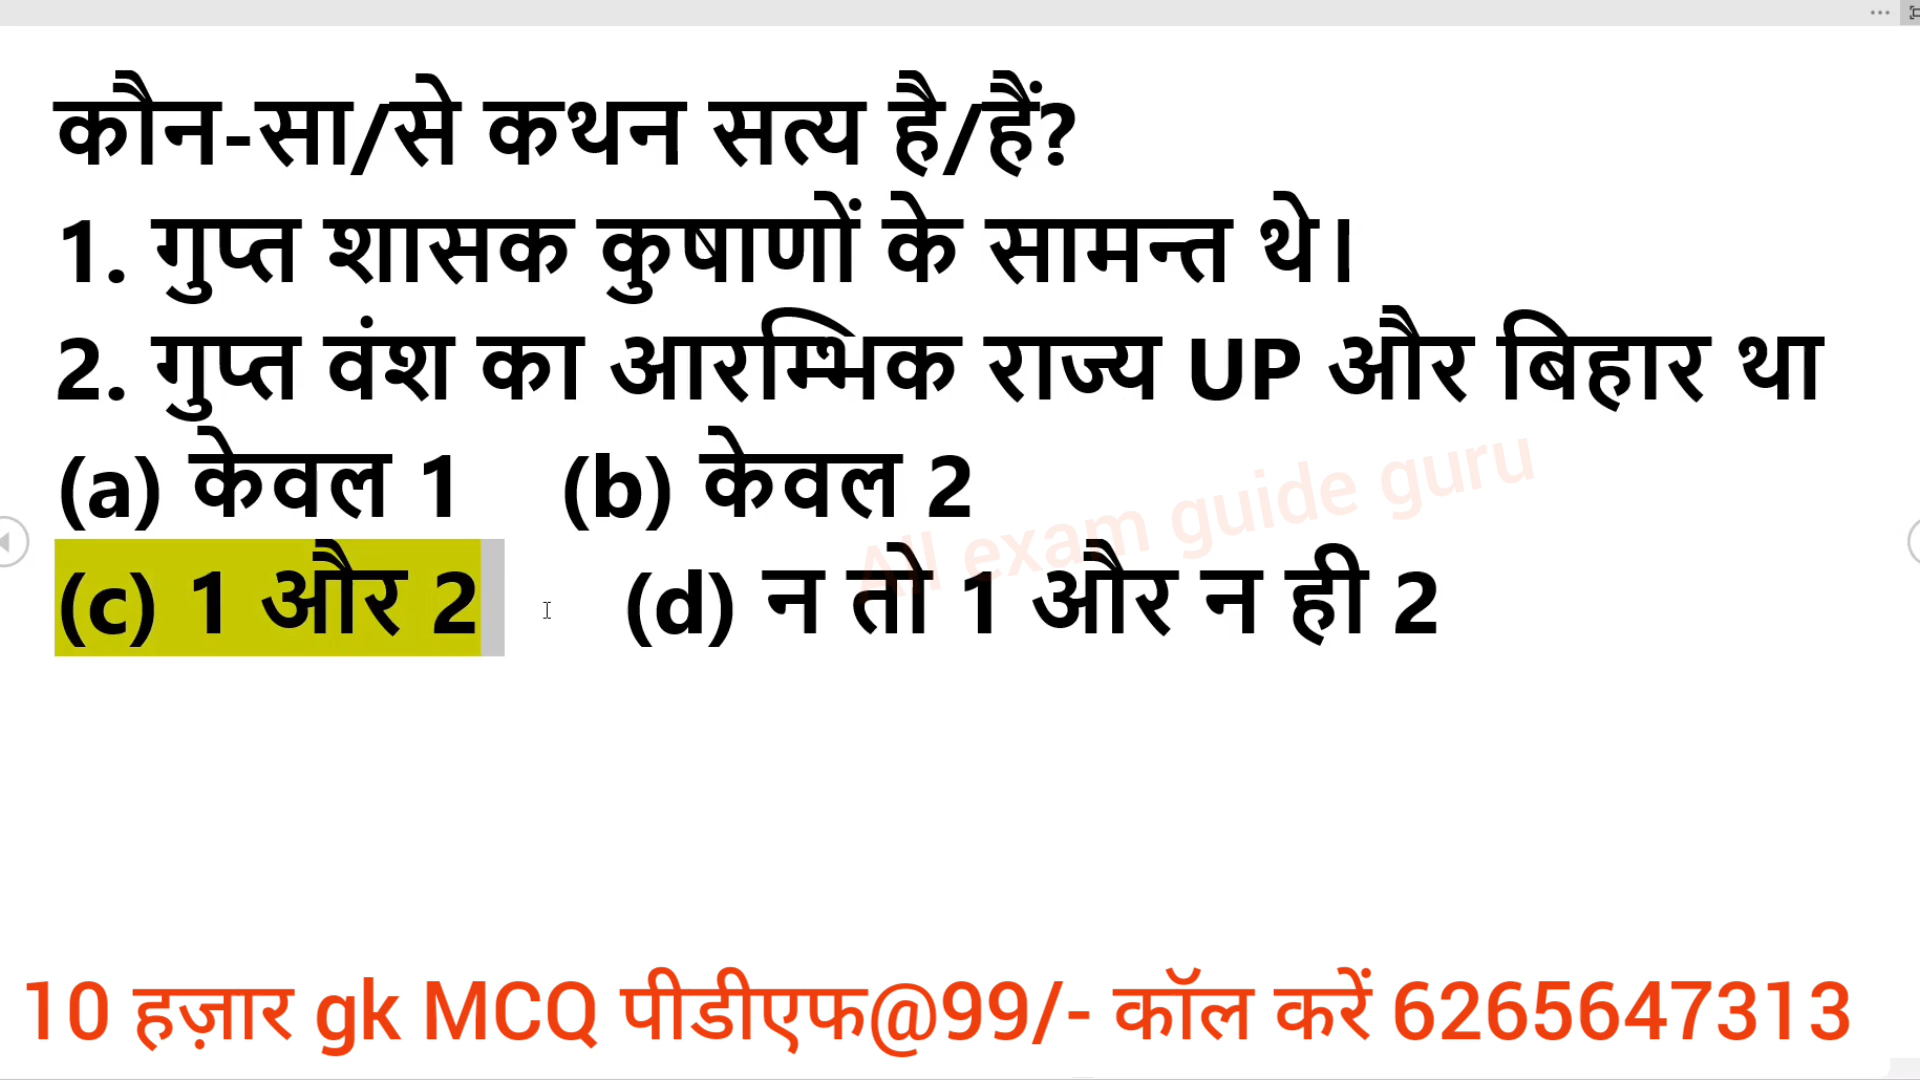 कौन-सा/से कथन सत्य है/हैं?
1. गुप्त शासक कुषाणों के सामन्त थे।
2. गुप्त वंश का आरम्भिक राज्य UP और बिहार था
(a) केवल 1 (b) केवल 2
All exam guide guru
(c) 1 और 2 (d) न तो 1 और न ही 2
10 हज़ार gk MCQ पीडीएफ@99/- कॉल करें 6265647313